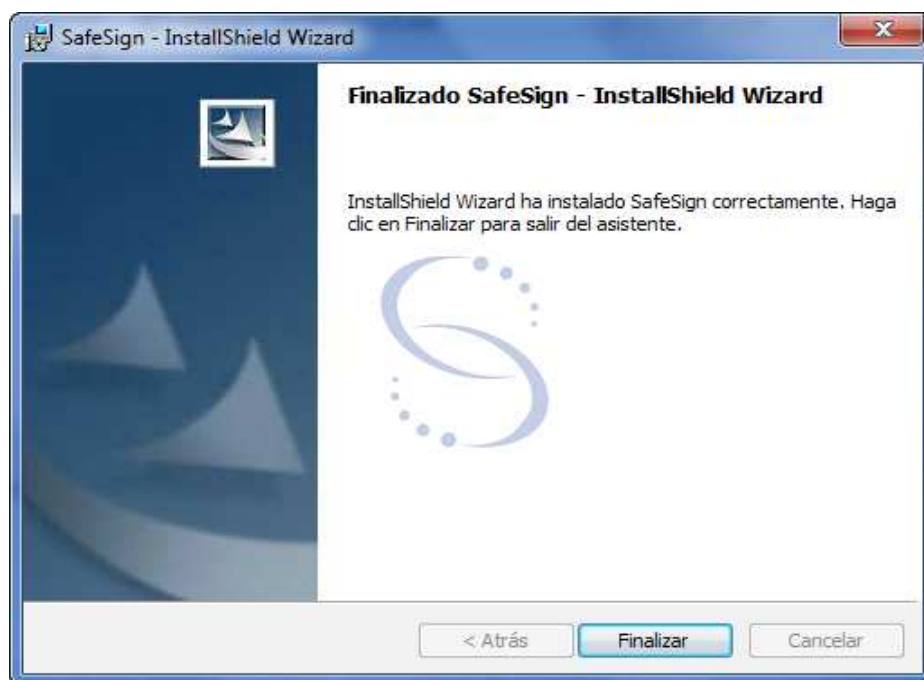 SafeSign - InstallShield Wizard
Finalizado SafeSign - InstallShield Wizard
InstallShield Wizard ha instalado SafeSign correctamente. Haga
clic en Finalizar para salir del asistente.
< Atrás
Finalizar
Cancelar